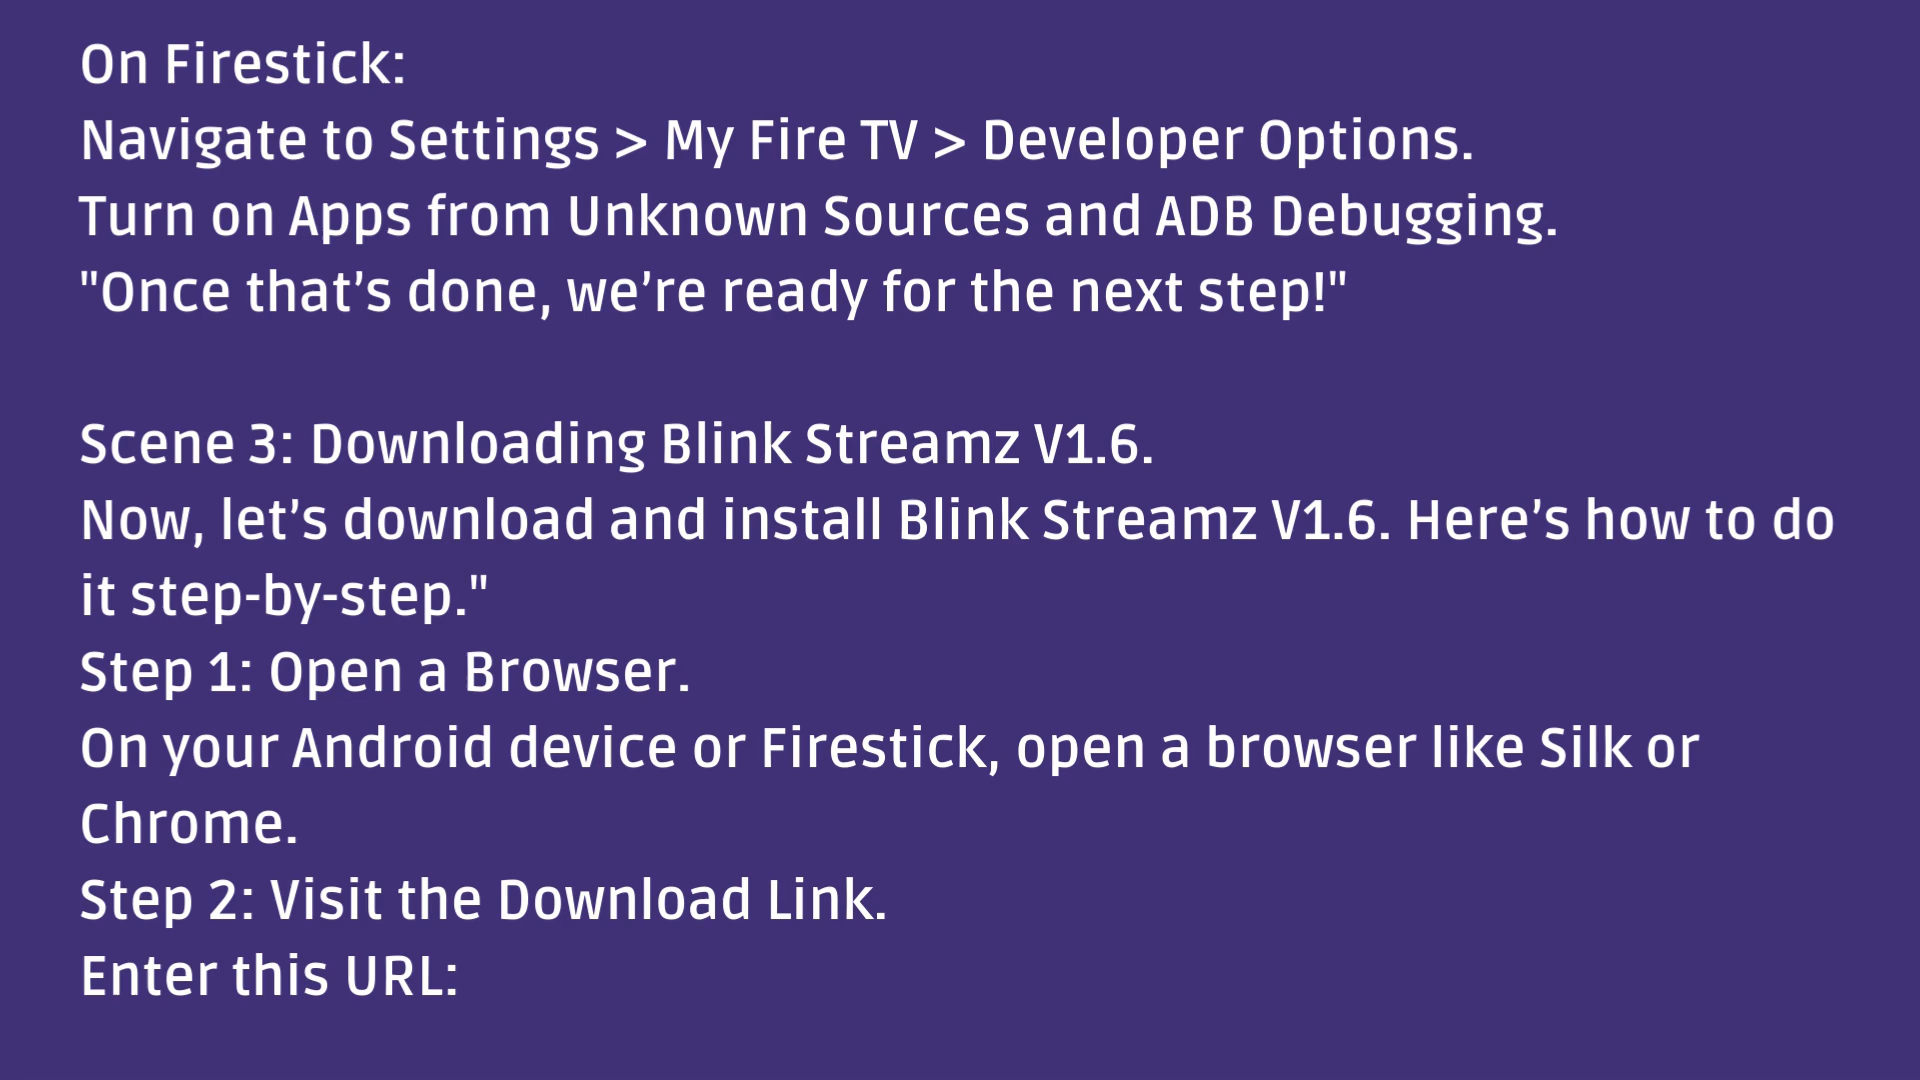 On Firestick:
Navigate to Settings > My Fire TV > Developer Options.
Turn on Apps from Unknown Sources and ADB Debugging.
"Once that’s done, we’re ready for the next step!"
Scene 3: Downloading Blink Streamz V1.6.
Now, let’s download and install Blink Streamz V1.6. Here’s how to do
it step-by-step."
Step 1: Open a Browser.
On your Android device or Firestick, open a browser like Silk or
Chrome.
Step 2: Visit the Download Link.
Enter this URL: